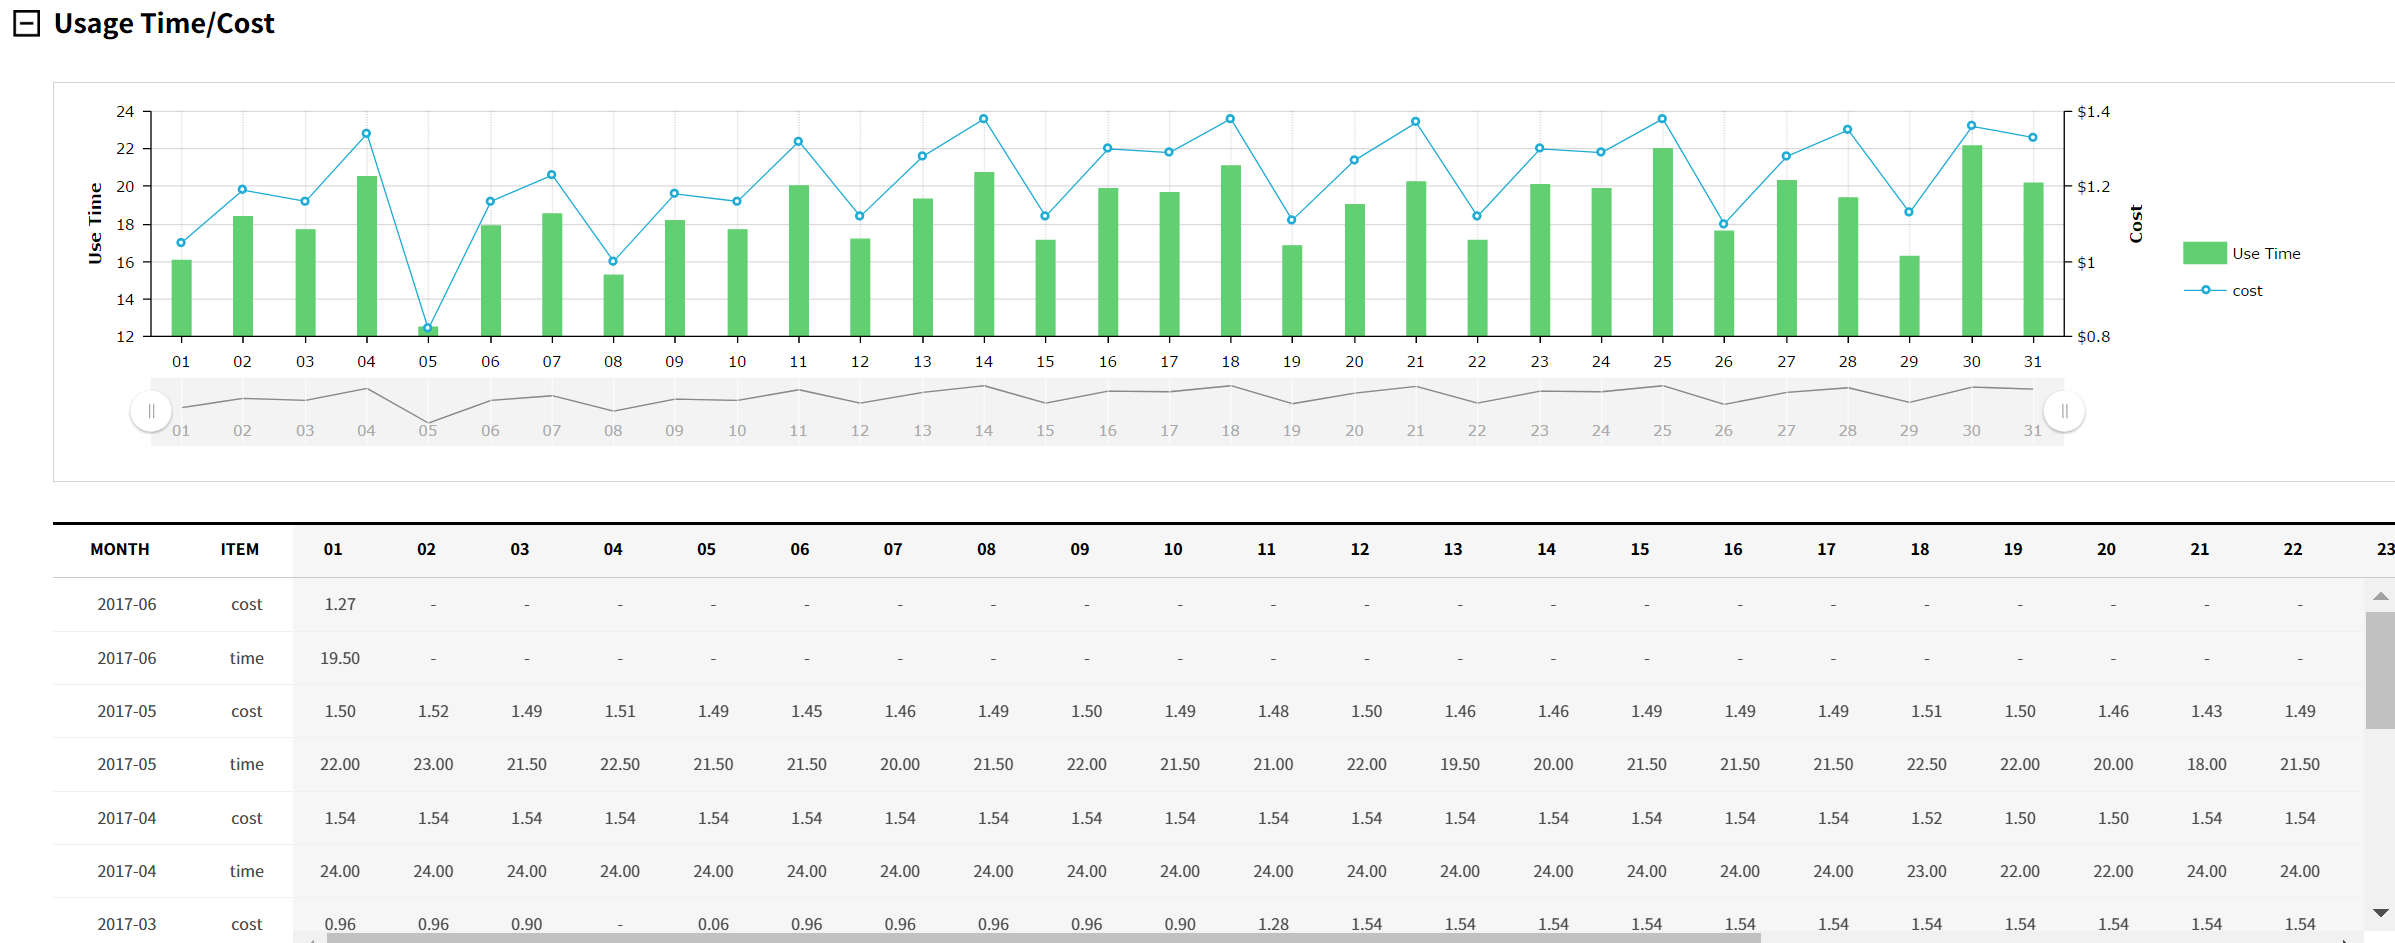 Usage Time/Cost
24 $1.4
22
20 $1.2
18
16 $1
14
12 $0.8
Use Time
Cost
Use Time
cost
01 02 03 04 05 06 07 08 09 10 11 12 13 14 15 16 17 18 19 20 21 22 23 24 25 26 27 28 29 30 31
01 02 03 04 05 06 07 08 09 10 11 12 13 14 15 16 17 18 19 20 21 22 23 24 25 26 27 28 29 30 31
MONTH ITEM 01 02 03 04 05 06 07 08 09 10 11 12 13 14 15 16 17 18 19 20 21 22 23
2017-06 cost 1.27 - - - - - - - - - - - - - - - - - - - - -
2017-06 time 19.50 - - - - - - - - - - - - - - - - - - - - -
2017-05 cost 1.50 1.52 1.49 1.51 1.49 1.45 1.46 1.49 1.50 1.49 1.48 1.50 1.46 1.46 1.49 1.49 1.49 1.51 1.50 1.46 1.43 1.49
2017-05 time 22.00 23.00 21.50 22.50 21.50 21.50 20.00 21.50 22.00 21.50 21.00 22.00 19.50 20.00 21.50 21.50 21.50 22.50 22.00 20.00 18.00 21.50
2017-04 cost 1.54 1.54 1.54 1.54 1.54 1.54 1.54 1.54 1.54 1.54 1.54 1.54 1.54 1.54 1.54 1.54 1.54 1.52 1.50 1.50 1.54 1.54
2017-04 time 24.00 24.00 24.00 24.00 24.00 24.00 24.00 24.00 24.00 24.00 24.00 24.00 24.00 24.00 24.00 24.00 24.00 23.00 22.00 22.00 24.00 24.00
2017-03 cost 0.96 0.96 0.90 - 0.06 0.96 0.96 0.96 0.96 0.90 1.28 1.54 1.54 1.54 1.54 1.54 1.54 1.54 1.54 1.54 1.54 1.54